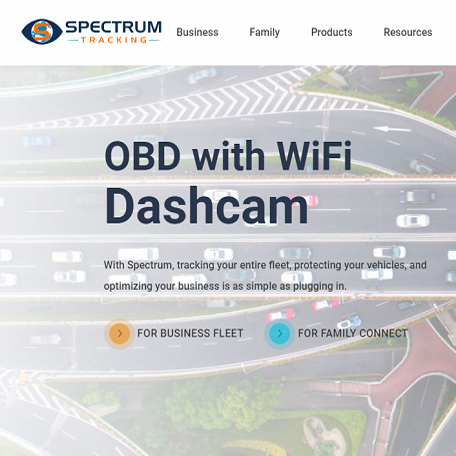 SPECTRUM
TRACKING
Business Family Products Resources
OBD with WiFi
Dashcam
With Spectrum, tracking your entire fleet, protecting your vehicles, and
optimizing your business is as simple as plugging in.
FOR BUSINESS FLEET FOR FAMILY CONNECT